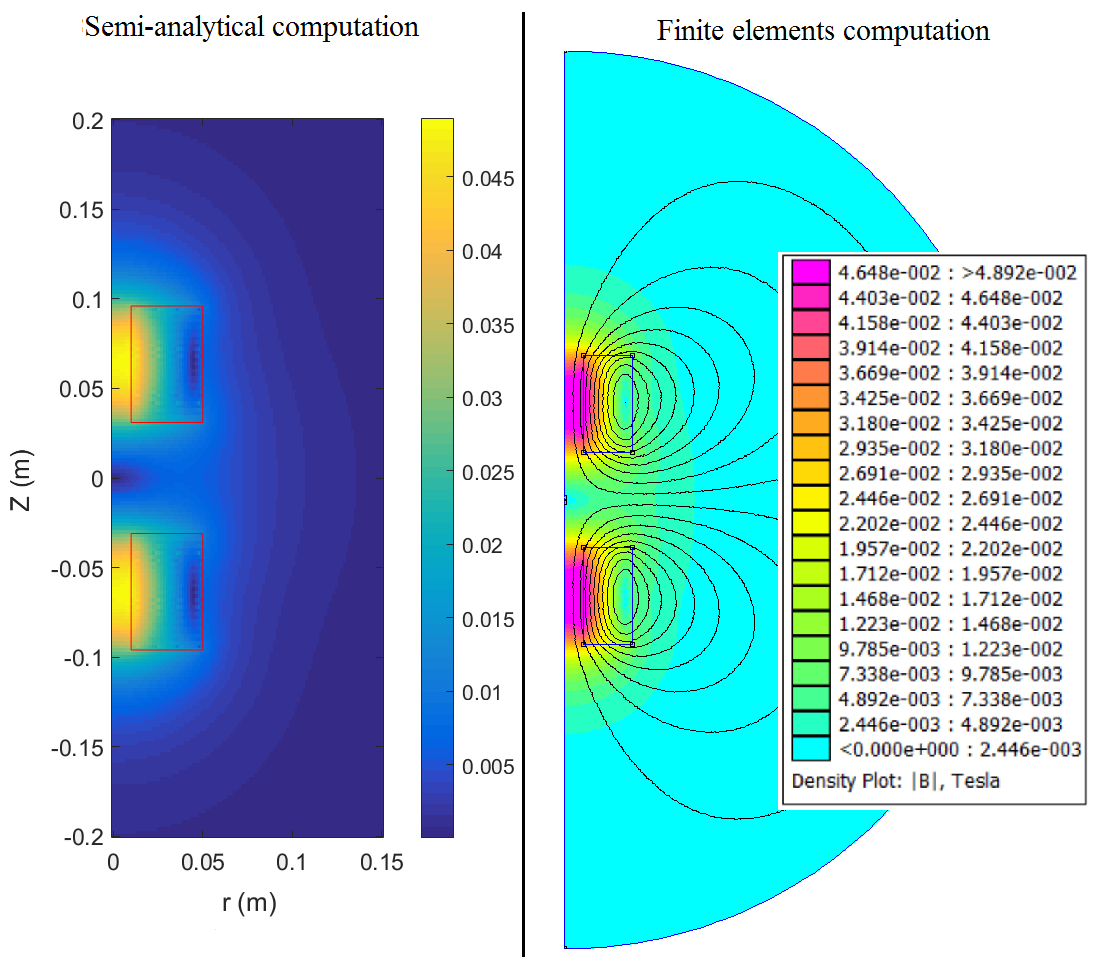 Semi-analytical computation
Finite elements computation
0.2
0.15
0.1
0.05
0
-0.05
-0.1
-0.15
-0.2
Z (m)
0
0.05
0.1
0.15
r (m)
0.045
0.04
0.035
0.03
0.025
0.02
0.015
0.01
0.005
4.648e-002 : >4.892e-002
4.403e-002 : 4.648e-002
4.158e-002 : 4.403e-002
3.914e-002 : 4.158e-002
3.669e-002 : 3.914e-002
3.425e-002 : 3.669e-002
3.180e-002 : 3.425e-002
2.935e-002 : 3.180e-002
2.691e-002 : 2.935e-002
2.446e-002 : 2.691e-002
2.202e-002 : 2.446e-002
1.957e-002 : 2.202e-002
1.712e-002 : 1.957e-002
1.468e-002 : 1.712e-002
1.223e-002 : 1.468e-002
9.785e-003 : 1.223e-002
7.338e-003 : 9.785e-003
4.892e-003 : 7.338e-003
2.446e-003 : 4.892e-003
<0.000e+000 : 2.446e-003
Density Plot: |B|, Tesla